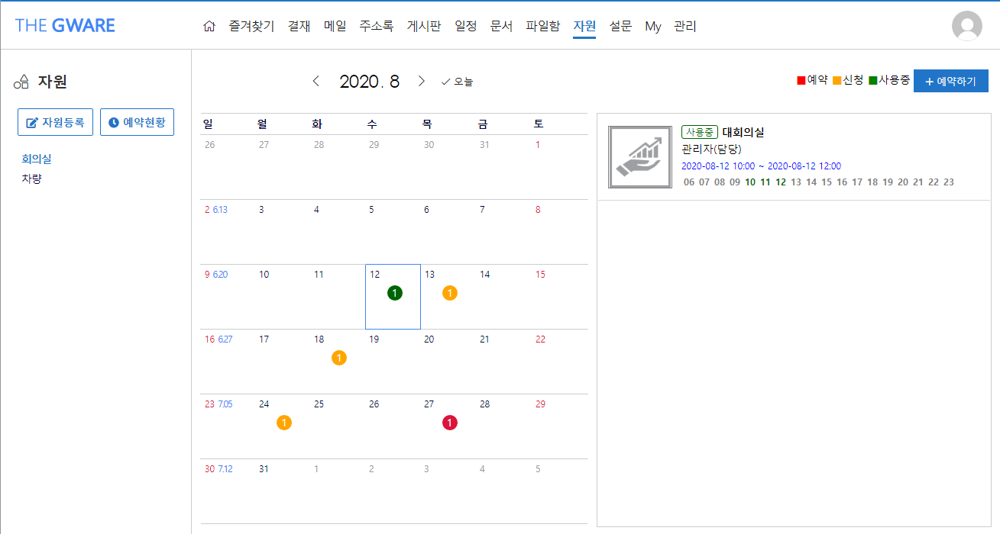 THE GWARE
즐겨찾기 결재 메일 주소록 게시판 일정 문서 파일함 자원 설문 My 관리
자원
자원등록 예약현황
회의실
차량
2020. 8 오늘
예약 신청 사용중 + 예약하기
일 월 화 수 목 금 토
26 27 28 29 30 31 1
2 6.13 3 4 5 6 7 8
9 6.20 10 11 12 13 14 15
1 1
16 6.27 17 18 19 20 21 22
1
23 7.05 24 25 26 27 28 29
1 1
30 7.12 31 1 2 3 4 5
사용중 대회의실
관리자(담당)
2020-08-12 10:00 ~ 2020-08-12 12:00
06 07 08 09 10 11 12 13 14 15 16 17 18 19 20 21 22 23